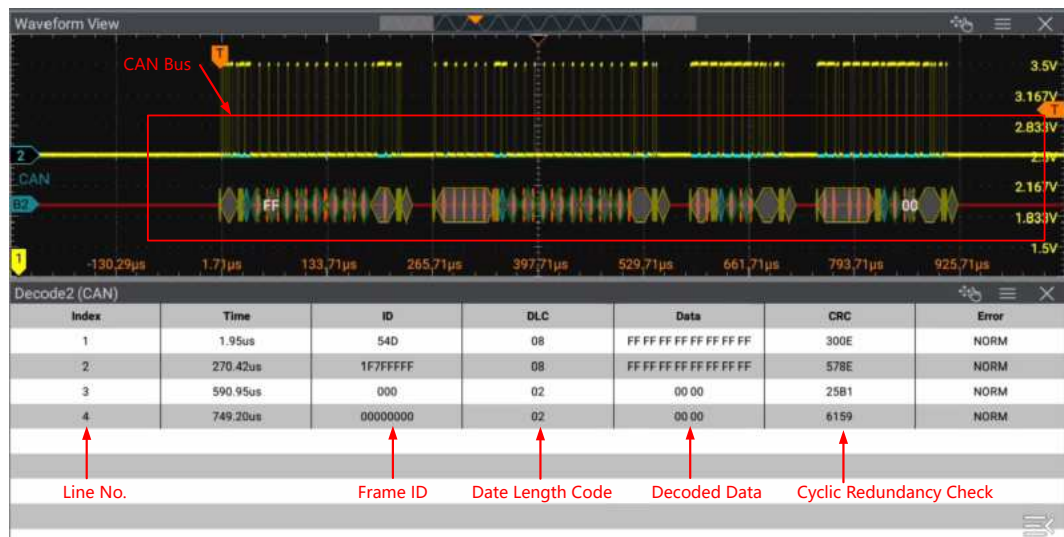 Waveform View
T
CAN Bus
3.5V
3.167V
T
2.833V
2
2.5V
CAN
2.167V
B2
FF
00
1.833V
1.5V
1
-130.29µs 1.71µs 133.71µs 265.71µs 397.71µs 529.71µs 661.71µs 793.71µs 925.71µs
Decode2 (CAN)
Index Time ID DLC Data CRC Error
1 1.95us 54D 08 FF FF FF FF FF FF FF FF 300E NORM
2 270.42us 1F7FFFFF 08 FF FF FF FF FF FF FF FF 578E NORM
3 590.95us 000 02 00 00 25B1 NORM
4 749.20us 00000000 02 00 00 6159 NORM
Line No. Frame ID Date Length Code Decoded Data Cyclic Redundancy Check